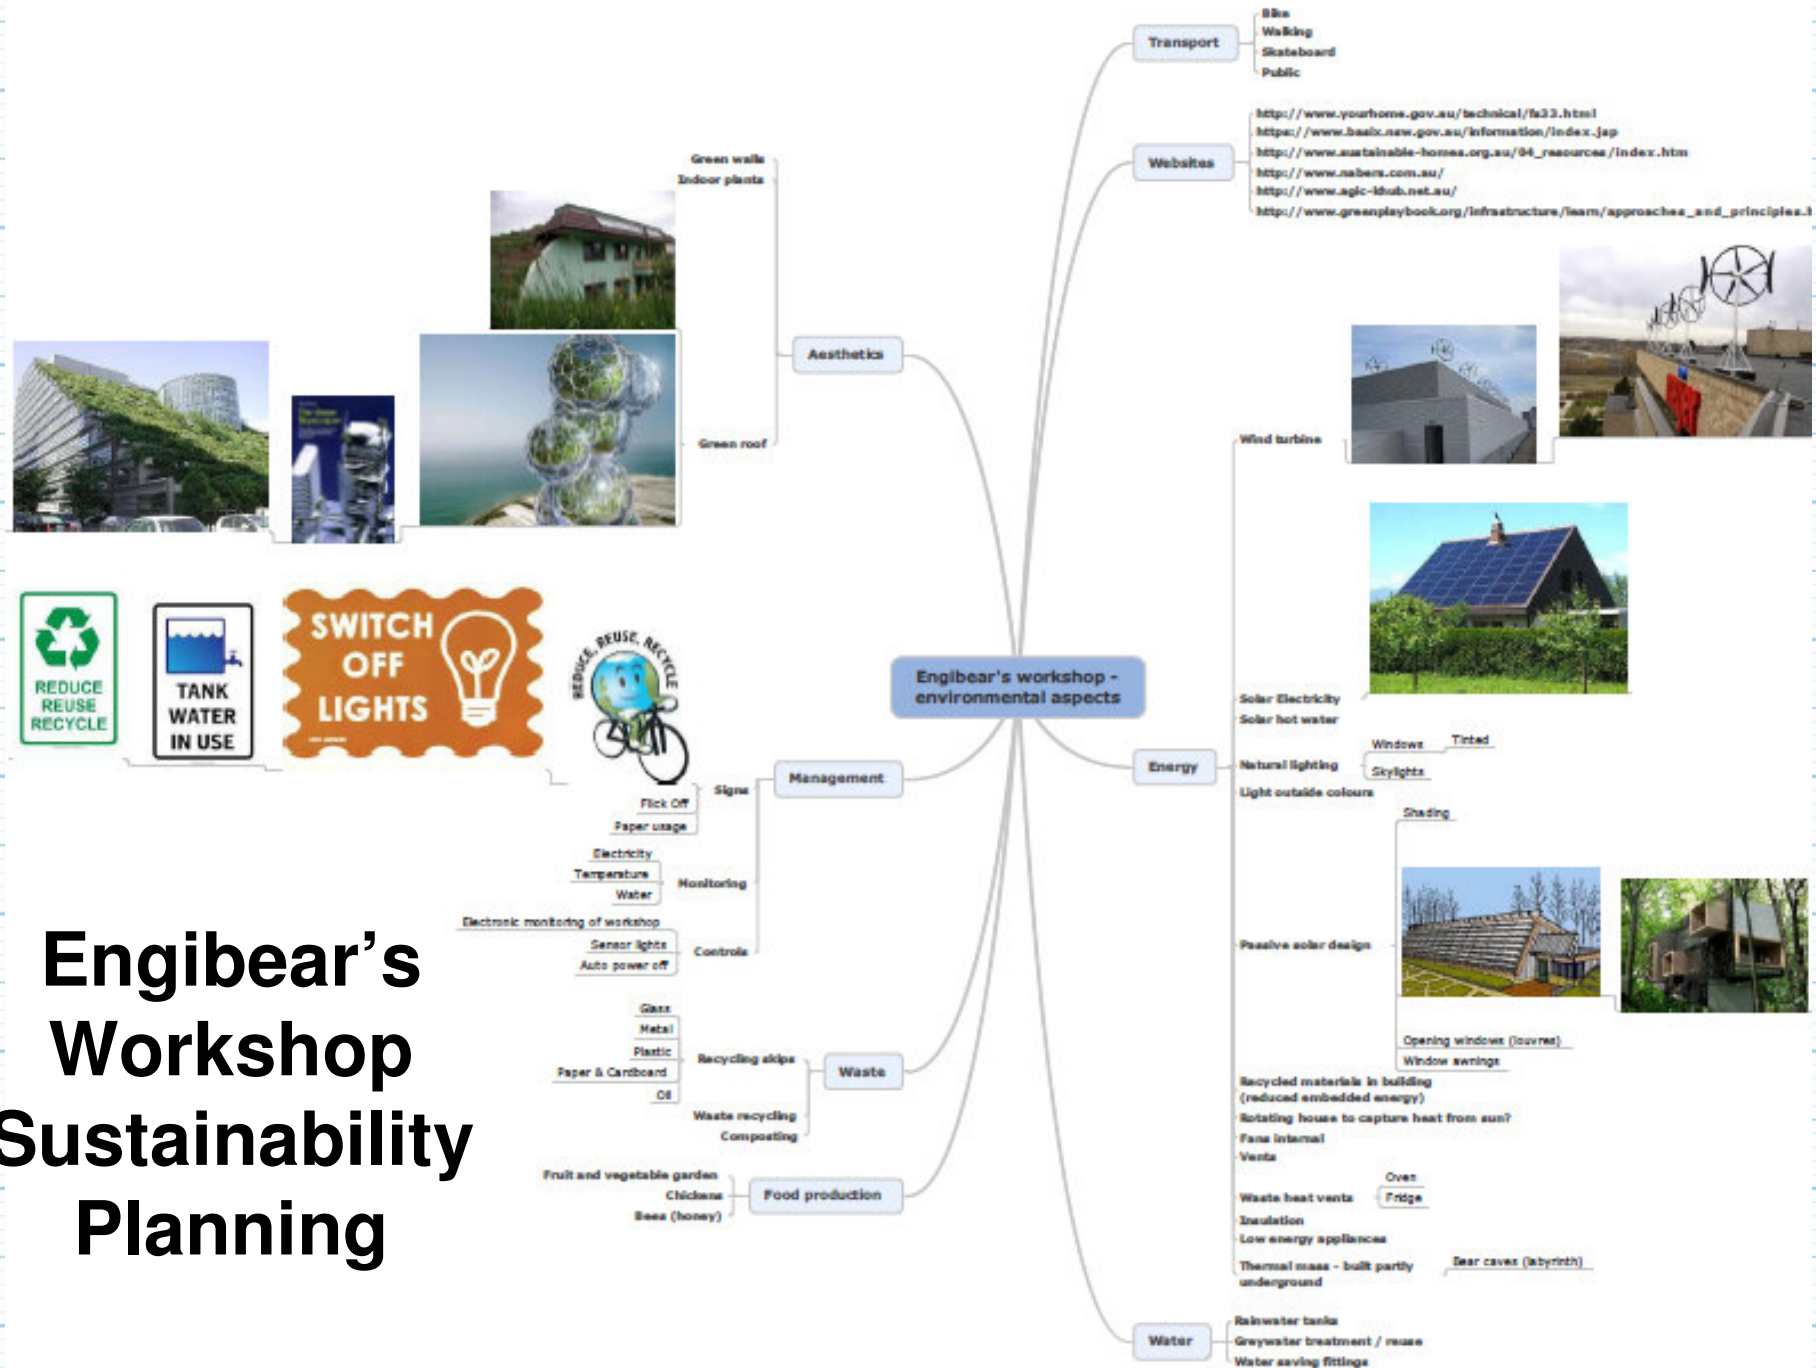 Transport
Bike
Walking
Skateboard
Public
Websites
http://www.yourhome.gov.au/technical/fs33.html
https://www.basix.nsw.gov.au/information/index.jsp
http://www.sustainable-homes.org.au/04_resources/index.htm
http://www.nabers.com.au/
http://www.agic-khub.net.au/
http://www.greenplaybook.org/infrastructure/learn/approaches_and_principles.h
Green walls
Indoor plants
Aesthetics
Green roof
Wind turbine
REDUCE
REUSE
RECYCLE
TANK
WATER
IN USE
SWITCH
OFF
LIGHTS
REDUCE, REUSE, RECYCLE
Engibear's workshop -
environmental aspects
Management
Signs
Flick Off
Paper usage
Electricity
Temperature
Water
Monitoring
Electronic monitoring of workshop
Sensor lights
Auto power off
Controls
Energy
Solar Electricity
Solar hot water
Natural lighting
Windows
Tinted
Skylights
Light outside colours
Shading
Passive solar design
Opening windows (louvres)
Window awnings
Recycled materials in building
(reduced embedded energy)
Rotating house to capture heat from sun?
Fans internal
Vents
Waste heat vents
Oven
Fridge
Insulation
Low energy appliances
Thermal mass - built partly
underground
Bear caves (labyrinth)
Glass
Metal
Plastic
Paper & Cardboard
Oil
Recycling skips
Waste recycling
Composting
Waste
Fruit and vegetable garden
Chickens
Bees (honey)
Food production
Water
Rainwater tanks
Greywater treatment / reuse
Water saving fittings
Engibear's
Workshop
Sustainability
Planning